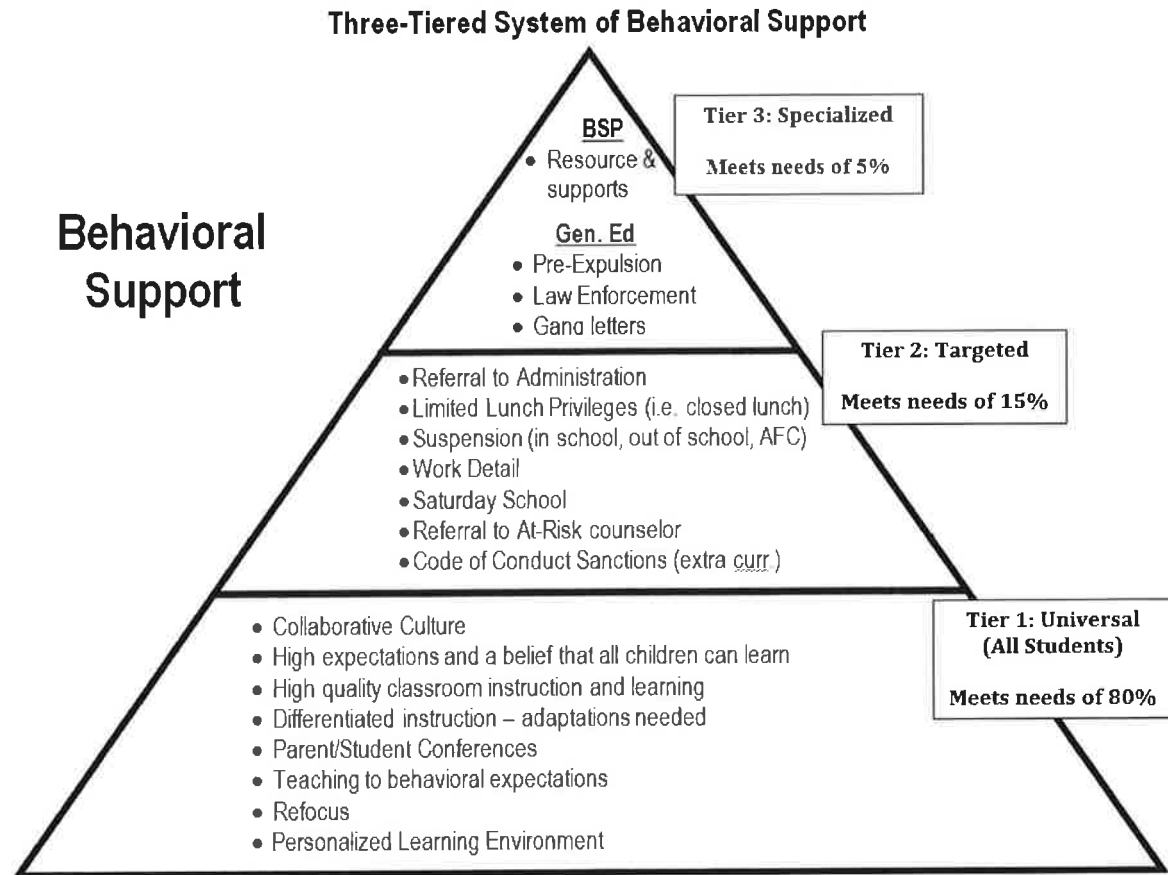 Three-Tiered System of Behavioral Support
Behavioral
Support
BSP
• Resource &
supports
Gen. Ed
• Pre-Expulsion
• Law Enforcement
• Gang letters
Tier 3: Specialized
Meets needs of 5%
• Referral to Administration
• Limited Lunch Privileges (i.e. closed lunch)
• Suspension (in school, out of school, AFC)
• Work Detail
• Saturday School
• Referral to At-Risk counselor
• Code of Conduct Sanctions (extra curr.)
Tier 2: Targeted
Meets needs of 15%
• Collaborative Culture
• High expectations and a belief that all children can learn
• High quality classroom instruction and learning
• Differentiated instruction – adaptations needed
• Parent/Student Conferences
• Teaching to behavioral expectations
• Refocus
• Personalized Learning Environment
Tier 1: Universal
(All Students)
Meets needs of 80%